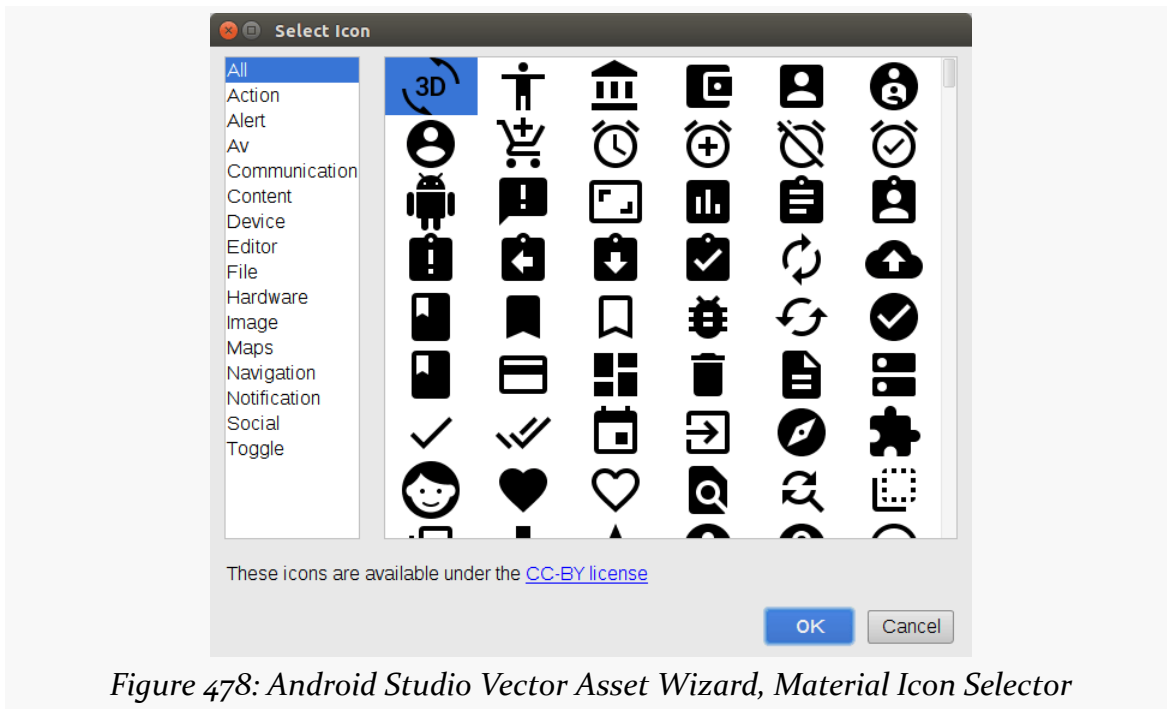 Select Icon
All
Action
Alert
Av
Communication
Content
Device
Editor
File
Hardware
Image
Maps
Navigation
Notification
Social
Toggle
3D
These icons are available under the CC-BY license
OK
Cancel
Figure 478: Android Studio Vector Asset Wizard, Material Icon Selector